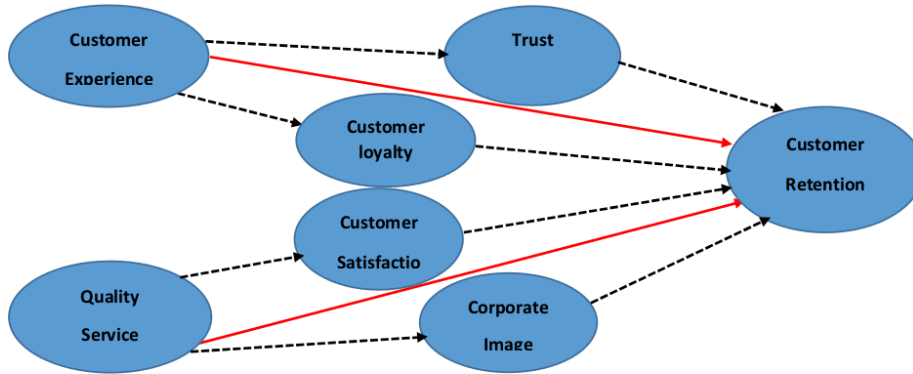 Customer
Experience
Trust
Customer
loyalty
Customer
Retention
Customer
Satisfactio
Quality
Service
Corporate
Image